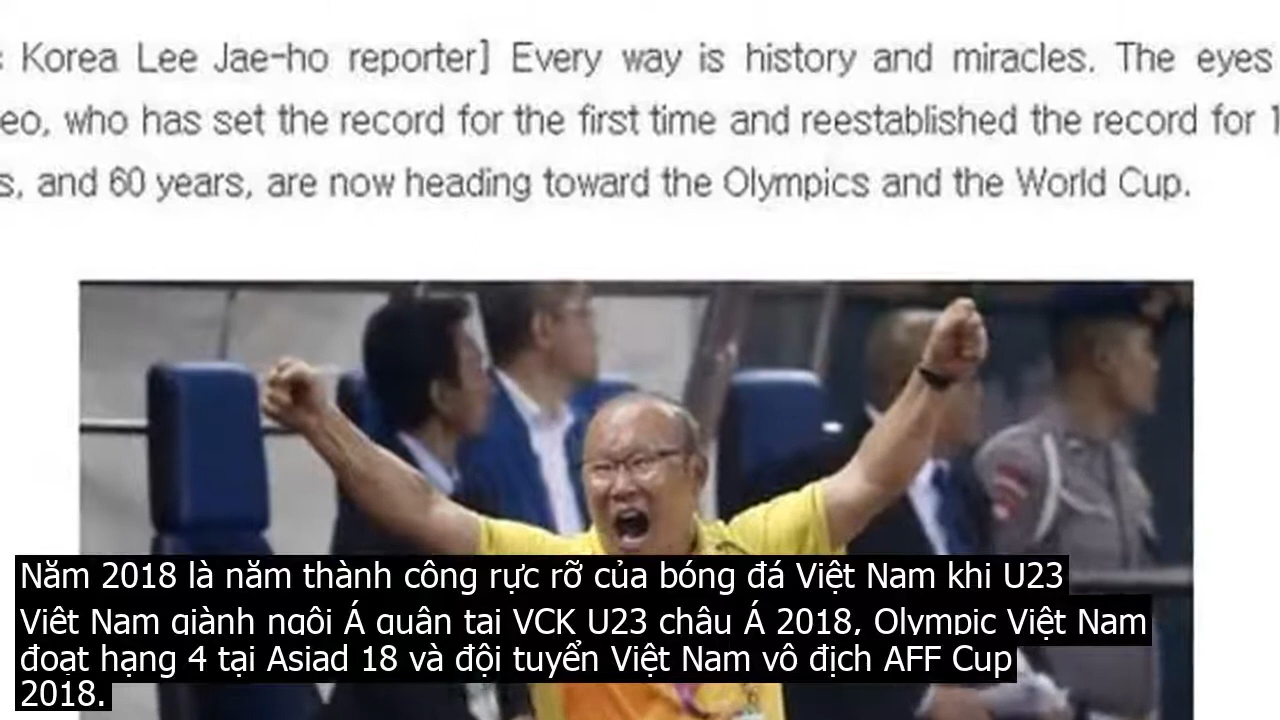 Korea Lee Jae-ho reporter] Every way is history and miracles. The eyes
eo, who has set the record for the first time and reestablished the record for 1
s, and 60 years, are now heading toward the Olympics and the World Cup.
Năm 2018 là năm thành công rực rỡ của bóng đá Việt Nam khi U23
Việt Nam giành ngôi Á quân tại VCK U23 châu Á 2018, Olympic Việt Nam
đoạt hạng 4 tại Asiad 18 và đội tuyển Việt Nam vô địch AFF Cup
2018.